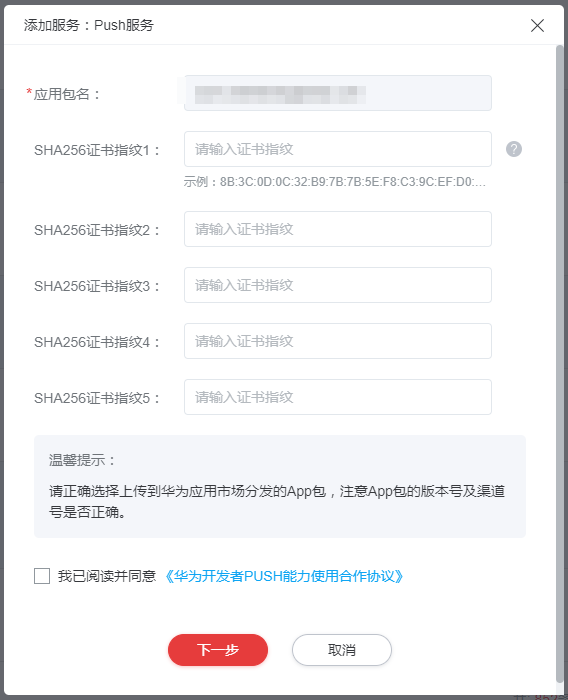 添加服务：Push服务
*应用包名：
SHA256证书指纹1： 请输入证书指纹
示例：8B:3C:0D:0C:32:B9:7B:7B:5E:F8:C3:9C:EF:D0:...
SHA256证书指纹2： 请输入证书指纹
SHA256证书指纹3： 请输入证书指纹
SHA256证书指纹4： 请输入证书指纹
SHA256证书指纹5： 请输入证书指纹
温馨提示：
请正确选择上传到华为应用市场分发的App包，注意App包的版本号及渠道
号是否正确。
我已阅读并同意 《华为开发者PUSH能力使用合作协议》
下一步 取消